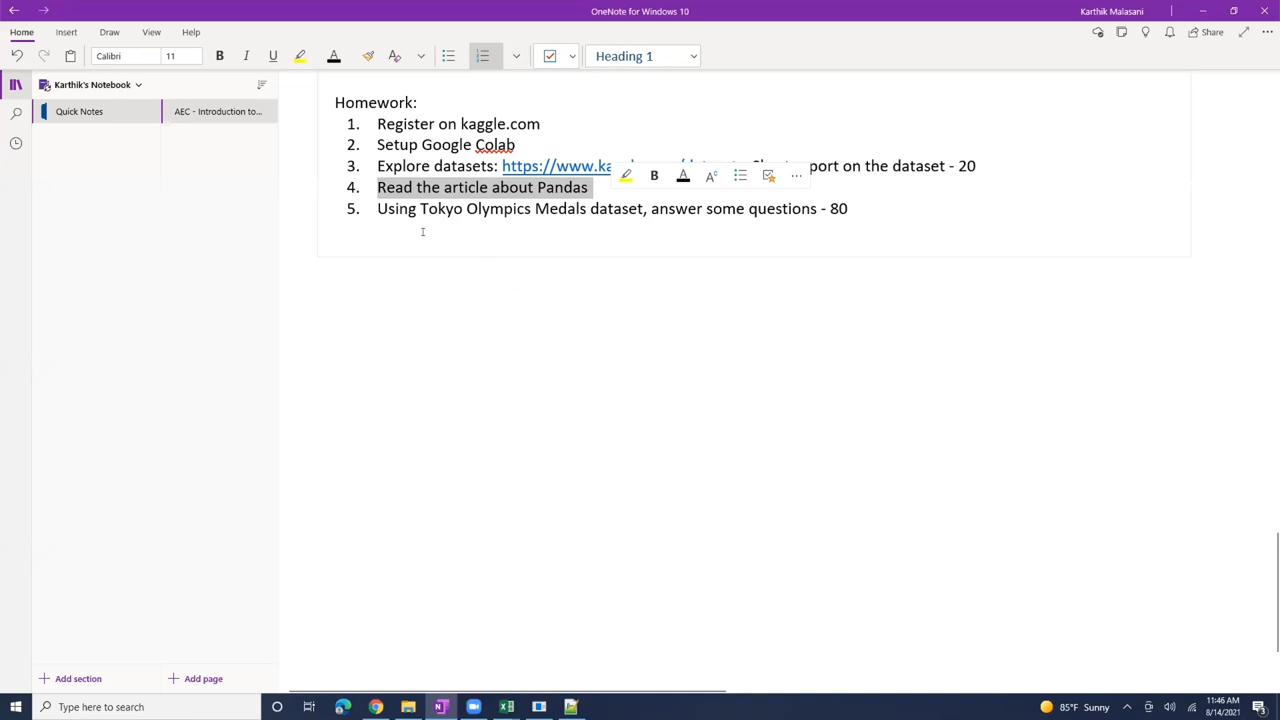 OneNote for Windows 10
Karthik Malasani
Home
Insert
Draw
View
Help
Share
Calibri
11
Heading 1
Karthik's Notebook
Quick Notes
AEC - Introduction to...
Homework:
1. Register on kaggle.com
2. Setup Google Colab
3. Explore datasets: https://www.ka port on the dataset - 20
4. Read the article about Pandas
5. Using Tokyo Olympics Medals dataset, answer some questions - 80
Add section
Add page
Type here to search
85°F Sunny
11:46 AM
8/14/2021